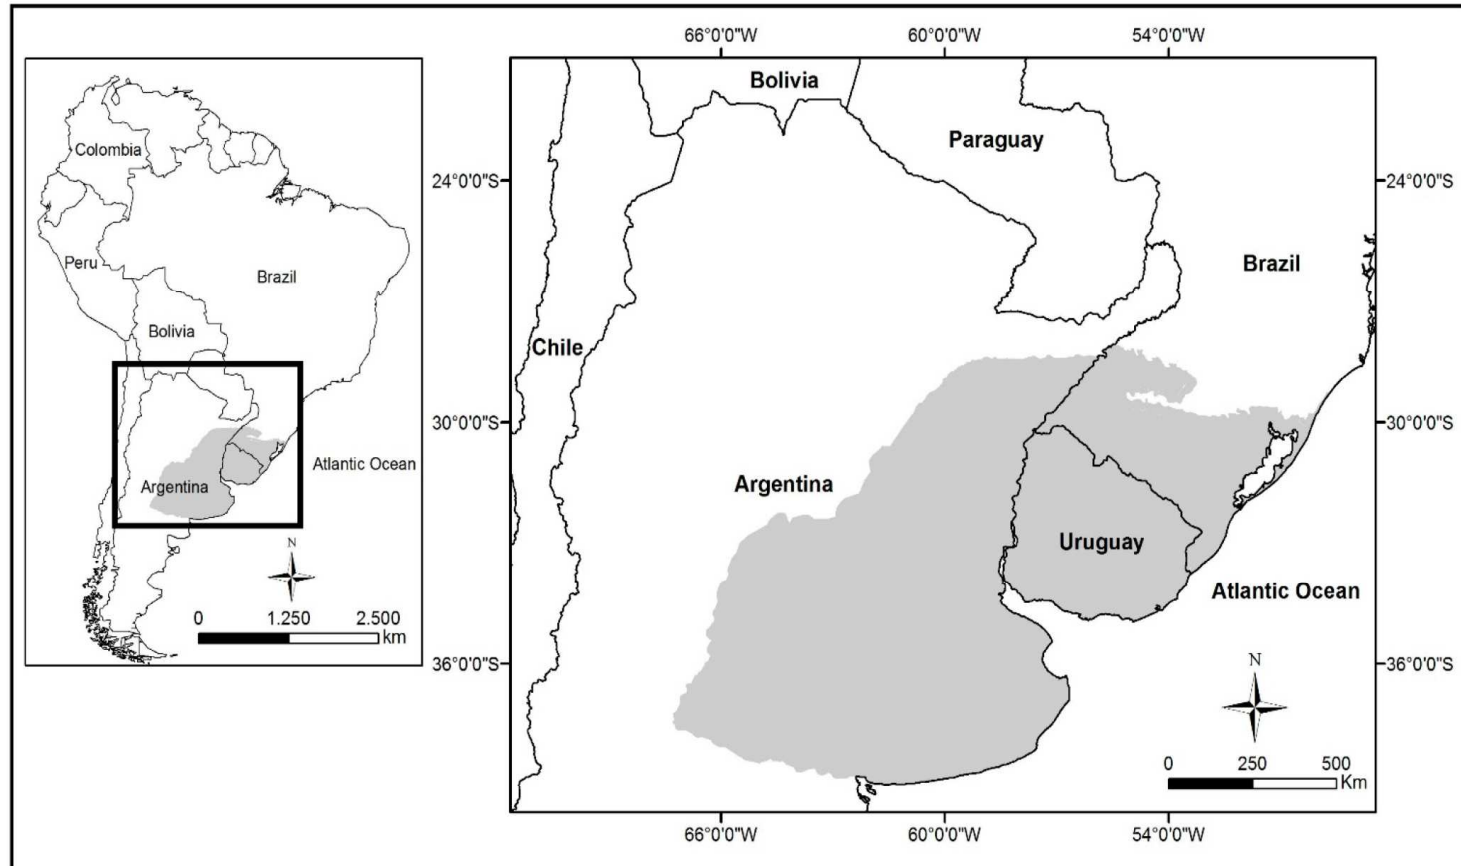 Colombia
Peru
Brazil
Bolivia
Argentina
Atlantic Ocean
N
0 1.250 2.500
km
66°0'0"W 60°0'0"W 54°0'0"W
Bolivia
Paraguay
24°0'0"S 24°0'0"S
Brazil
Chile
30°0'0"S 30°0'0"S
Argentina
Uruguay
Atlantic Ocean
36°0'0"S 36°0'0"S
N
0 250 500
Km
66°0'0"W 60°0'0"W 54°0'0"W